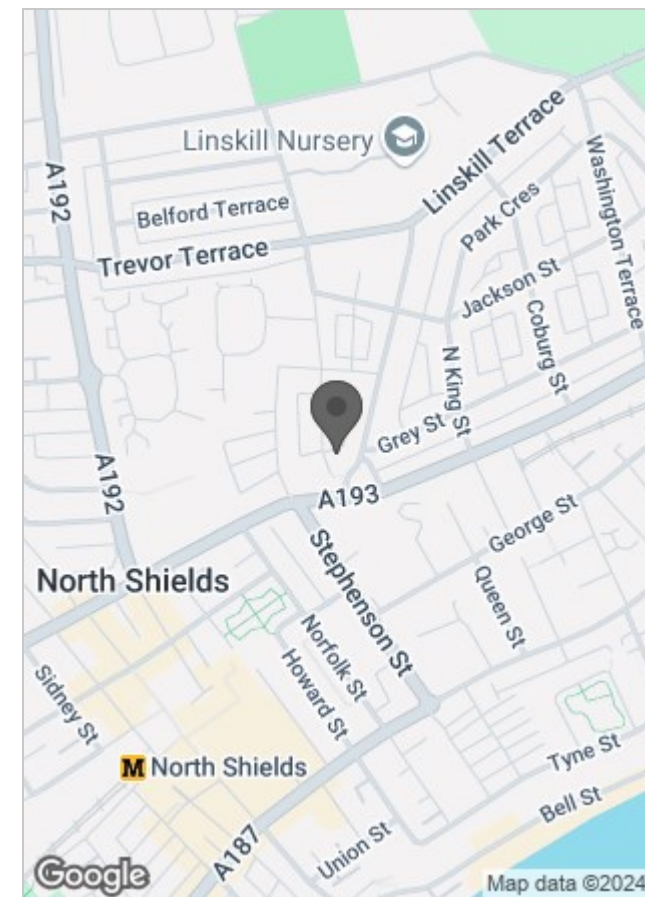 Linskill Nursery
Linskill Terrace
A192
Belford Terrace
Washington Terrace
Park Cres
Trevor Terrace
Jackson St
Coburg St
N King St
Grey St
A192
A193
George St
Stephenson St
North Shields
Queen St
Norfolk St
Howard St
Sidney St
M North Shields
Tyne St
Bell St
Union St
A187
Google
Map data ©2024